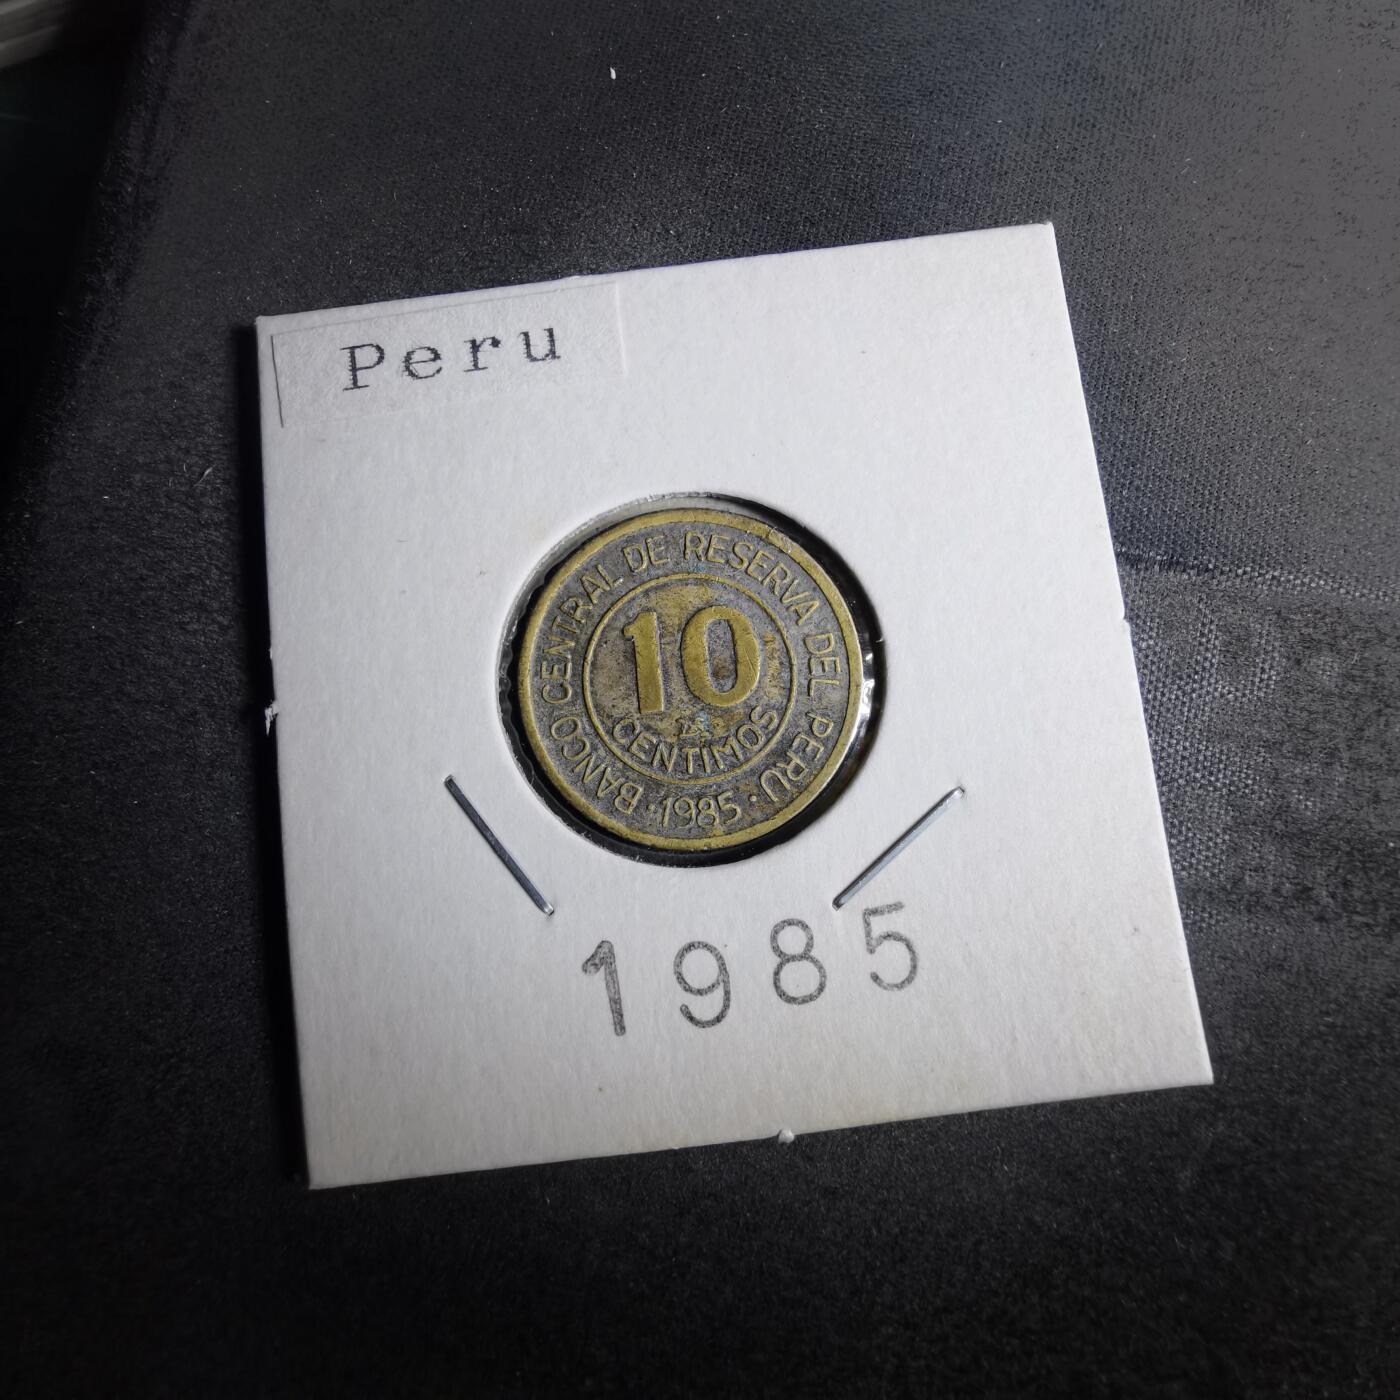 Peru
BANCO CENTRAL DE RESERVA DEL PERU
10
CENTIMOS
· 1985 ·
1985